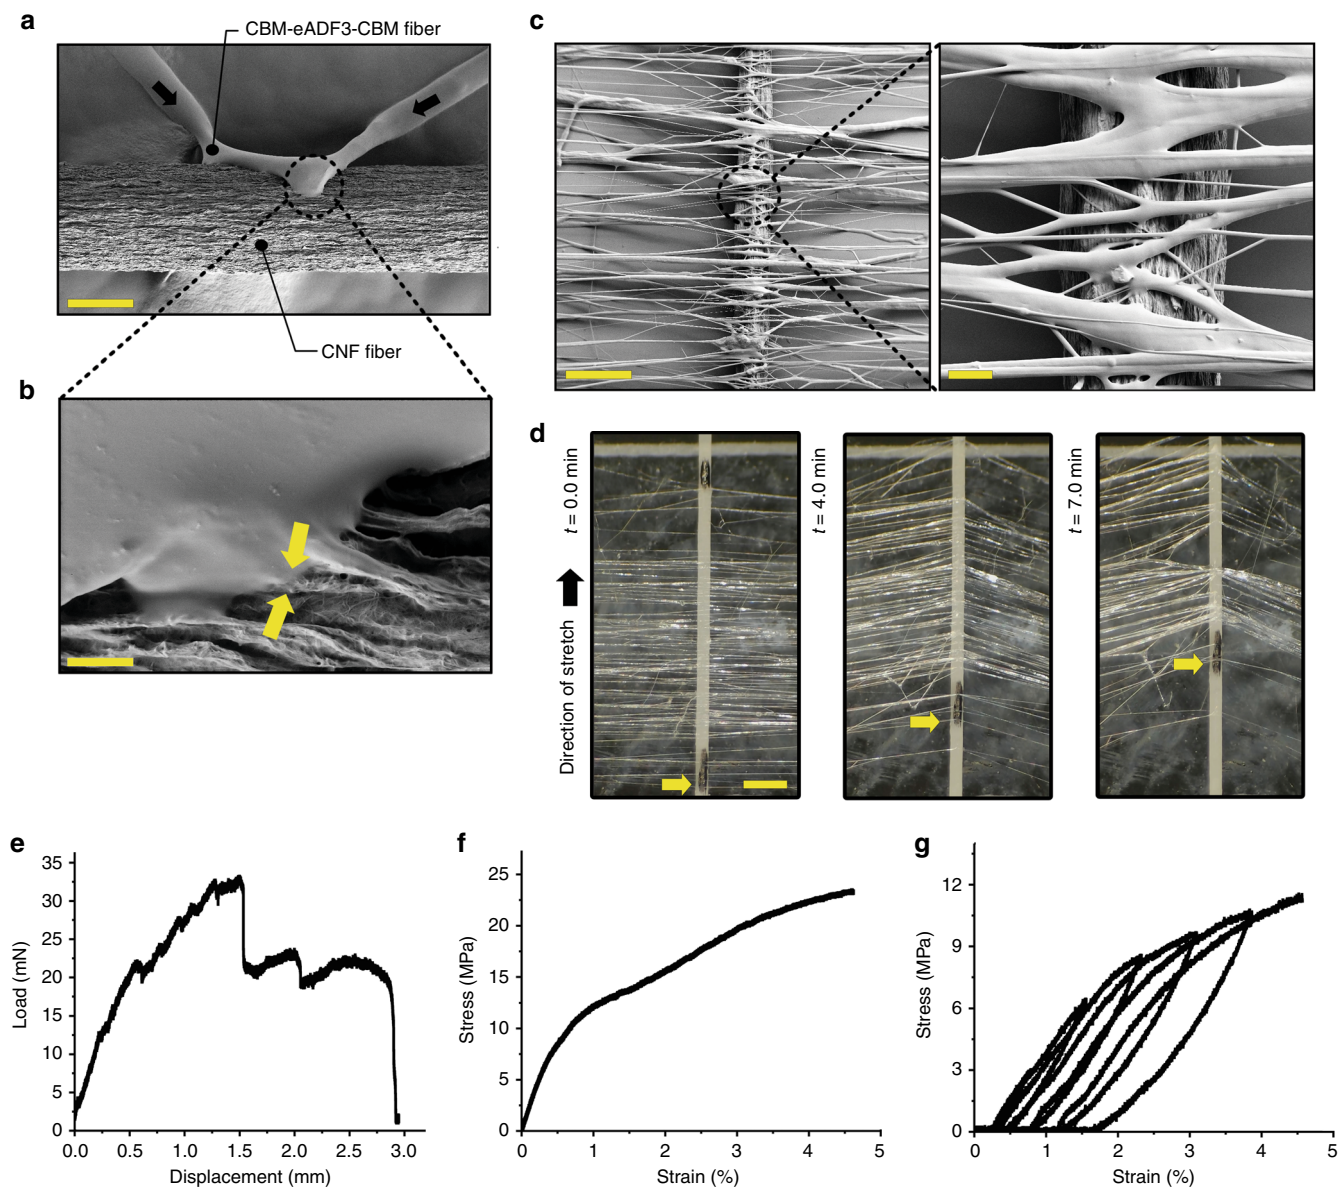 a
CBM-eADF3-CBM fiber
CNF fiber
b
c
d
t = 0.0 min
Direction of stretch
t = 4.0 min
t = 7.0 min
e
35
30
25
20
15
10
5
0
Load (mN)
0.0 0.5 1.0 1.5 2.0 2.5 3.0
Displacement (mm)
f
25
20
15
10
5
0
Stress (MPa)
0 1 2 3 4 5
Strain (%)
g
12
9
6
3
0
Stress (MPa)
0 1 2 3 4 5
Strain (%)